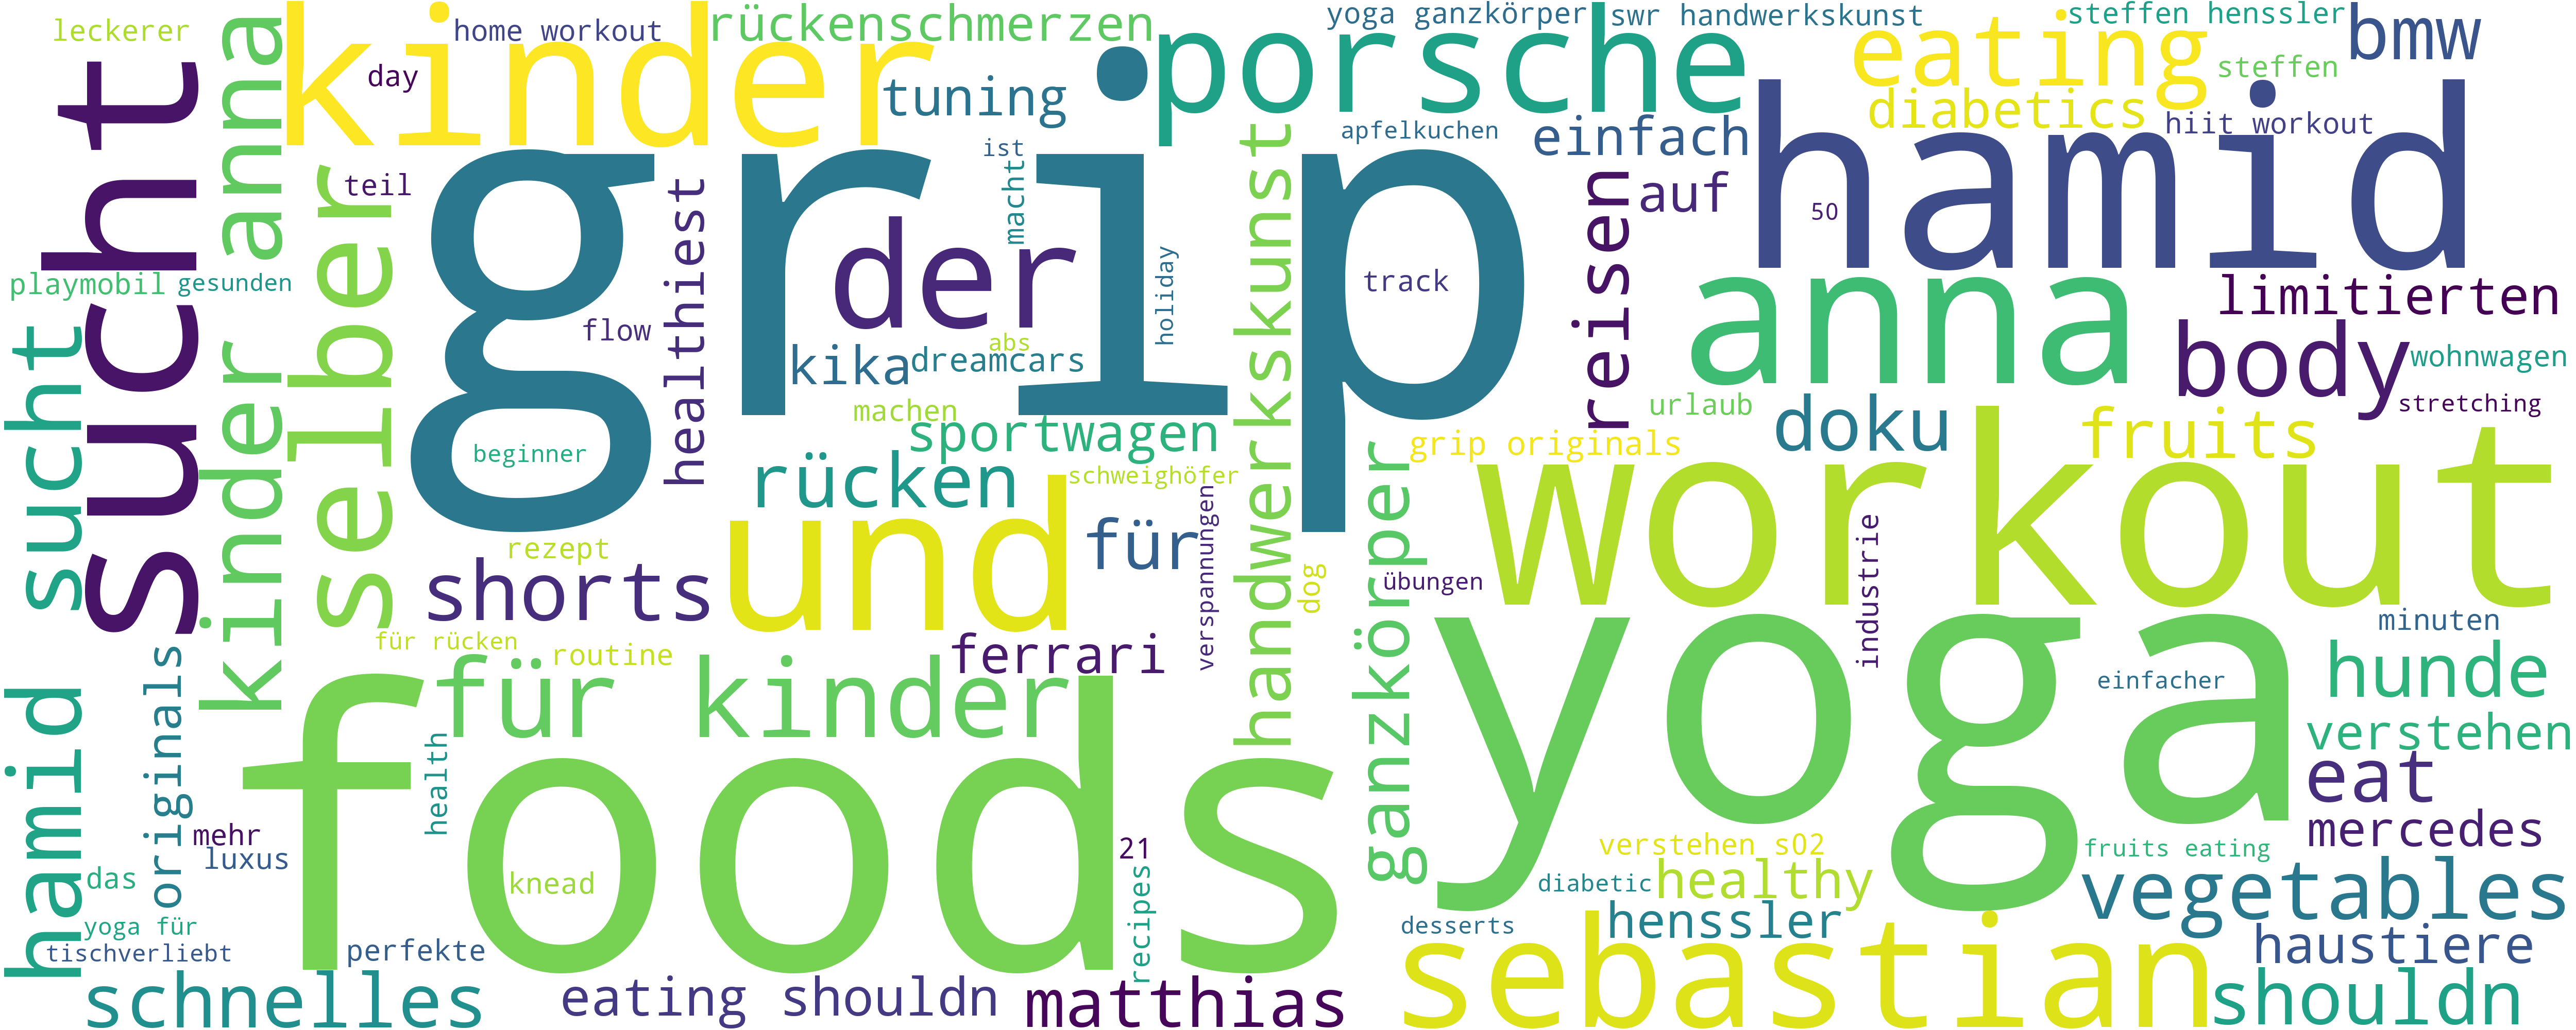 leckerer
kinder
home workout
day
rückenschmerzen
tuning
porsche
yoga ganzkörper
swr handwerkskunst
steffen henssler
eating
steffen
bmw
diabetics
hiit workout
apfelkuchen
einfach
hamid
sucht
kinder anna
selber
teil
grip
ist
macht
der
healthiest
handwerkskunst
reisen
auf
50
playmobil
gesunden
flow
holiday
track
anna
limitierten
kika
dreamcars
abs
body
wohnwagen
stretching
machen
sportwagen
urlaub
doku
fruits
grip originals
beginner
rücken
schweighöfer
verspannungen
workout
hamid sucht
rezept
shorts
und
für
dog
ganzkörper
übungen
industrie
minuten
für rücken
routine
ferrari
yoga
hunde
einfacher
originals
für kinder
verstehen
foods
health
eat
mehr
luxus
21
mercedes
verstehen s02
fruits eating
das
knead
recipes
diabetic
healthy
vegetables
yoga für
henssler
desserts
sebastian
tischverliebt
perfekte
haustiere
schnelles
eating shouldn
matthias
shouldn